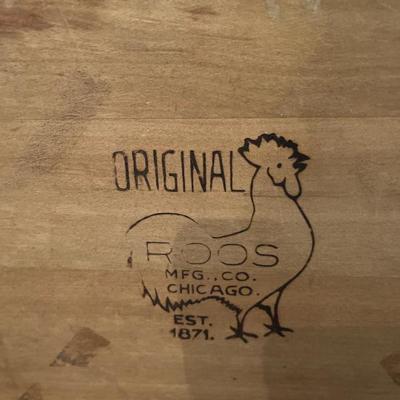 ORIGINAL
ROOS
MFG., CO.
CHICAGO.
EST.
1871.